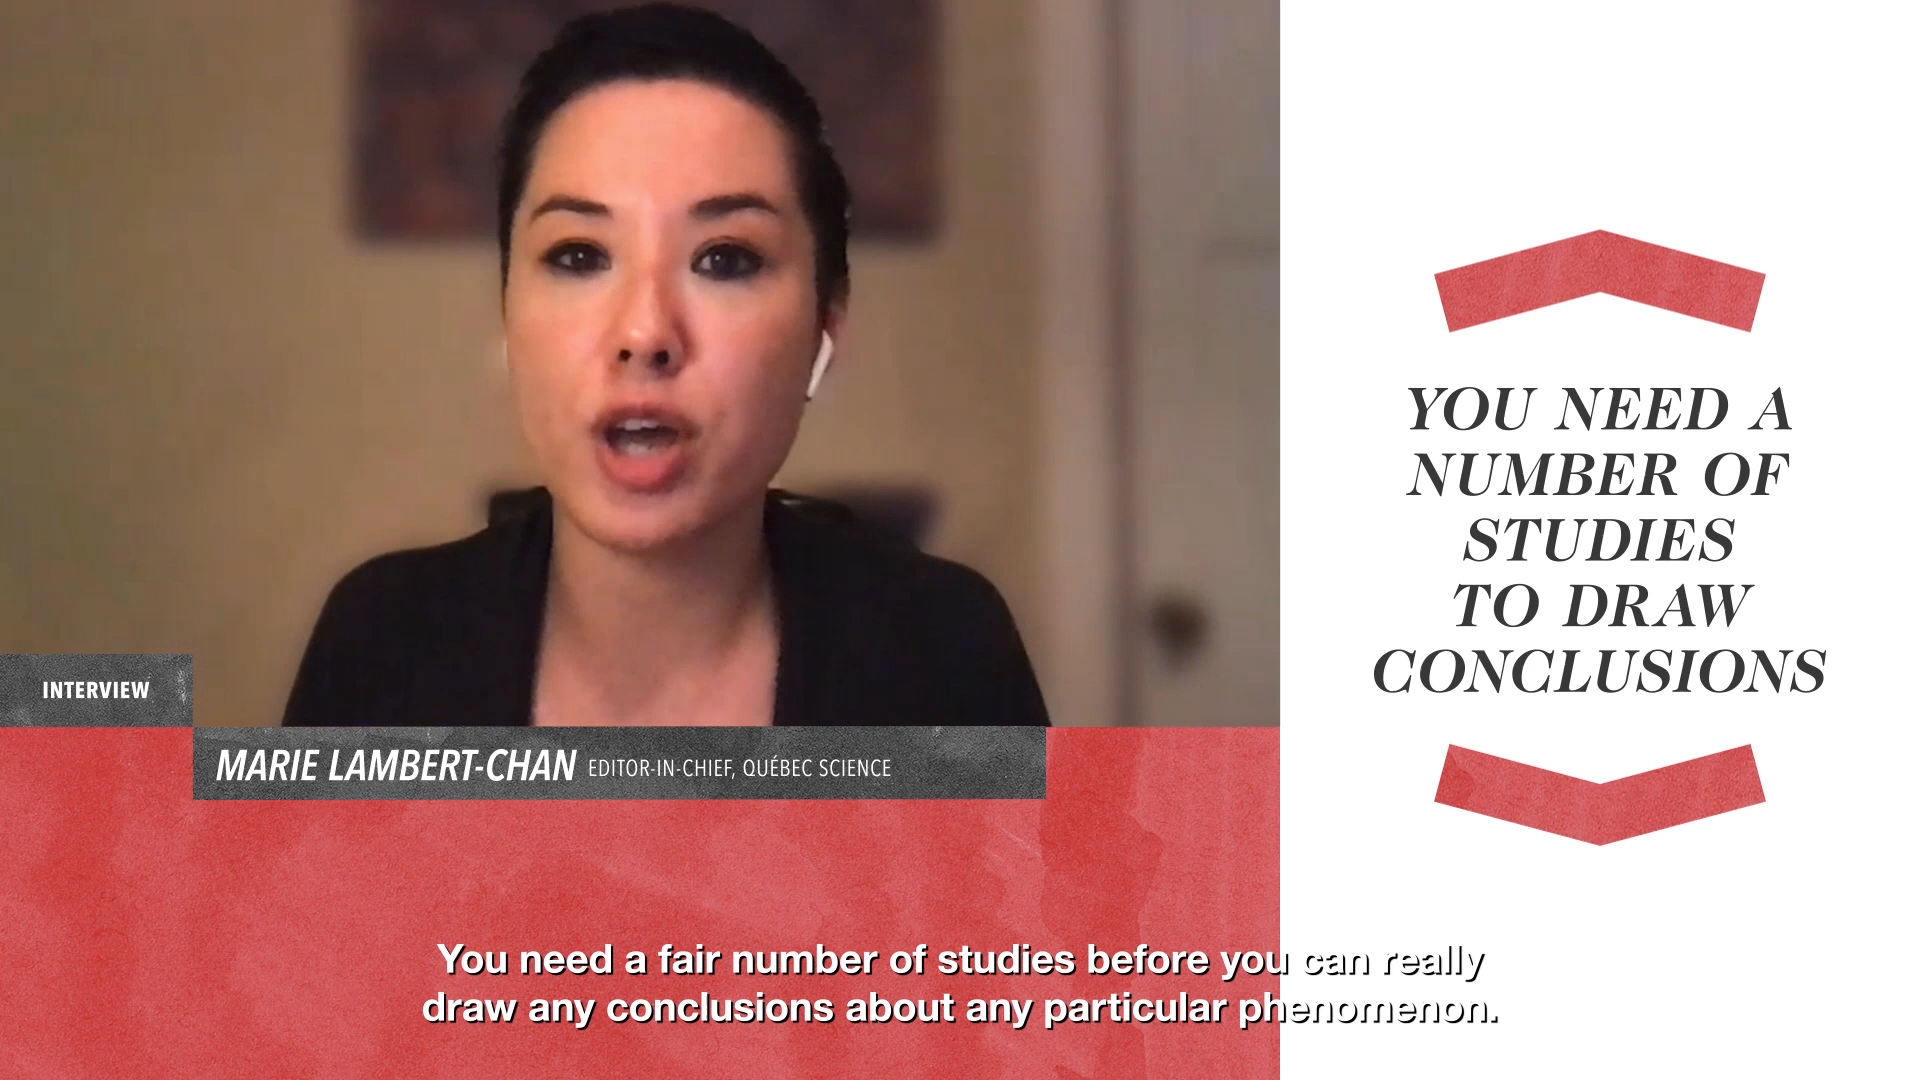 INTERVIEW
MARIE LAMBERT-CHAN EDITOR-IN-CHIEF, QUÉBEC SCIENCE
YOU NEED A
NUMBER OF
STUDIES
TO DRAW
CONCLUSIONS
You need a fair number of studies before you can really
draw any conclusions about any particular phenomenon.